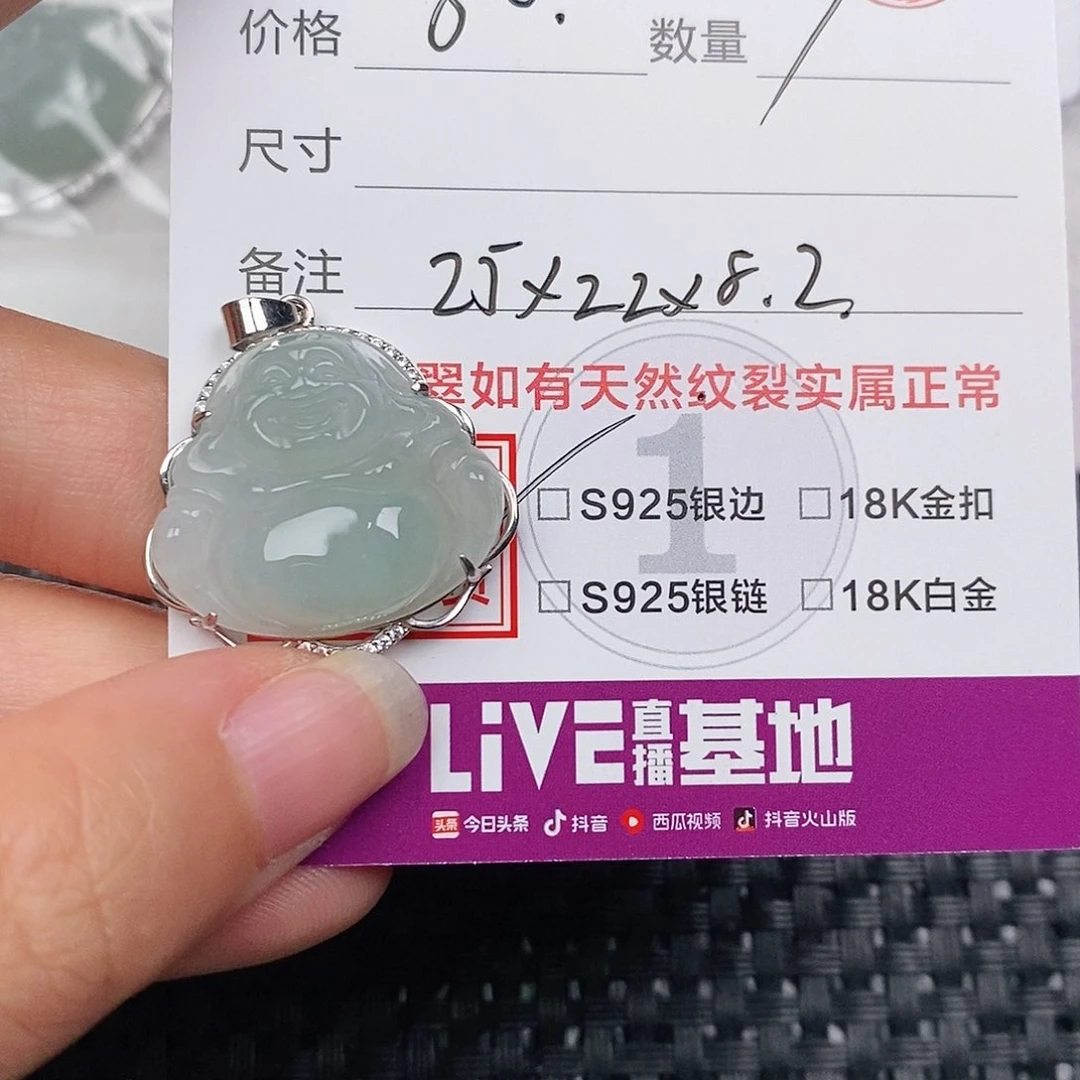 价格 数量
尺寸
备注 25×22×8.2
翠如有天然纹裂实属正常
1
□S925银边 □18K金扣
□S925银链 □18K白金
LiVE直播基地
头条 今日头条 抖音 西瓜视频 抖音火山版